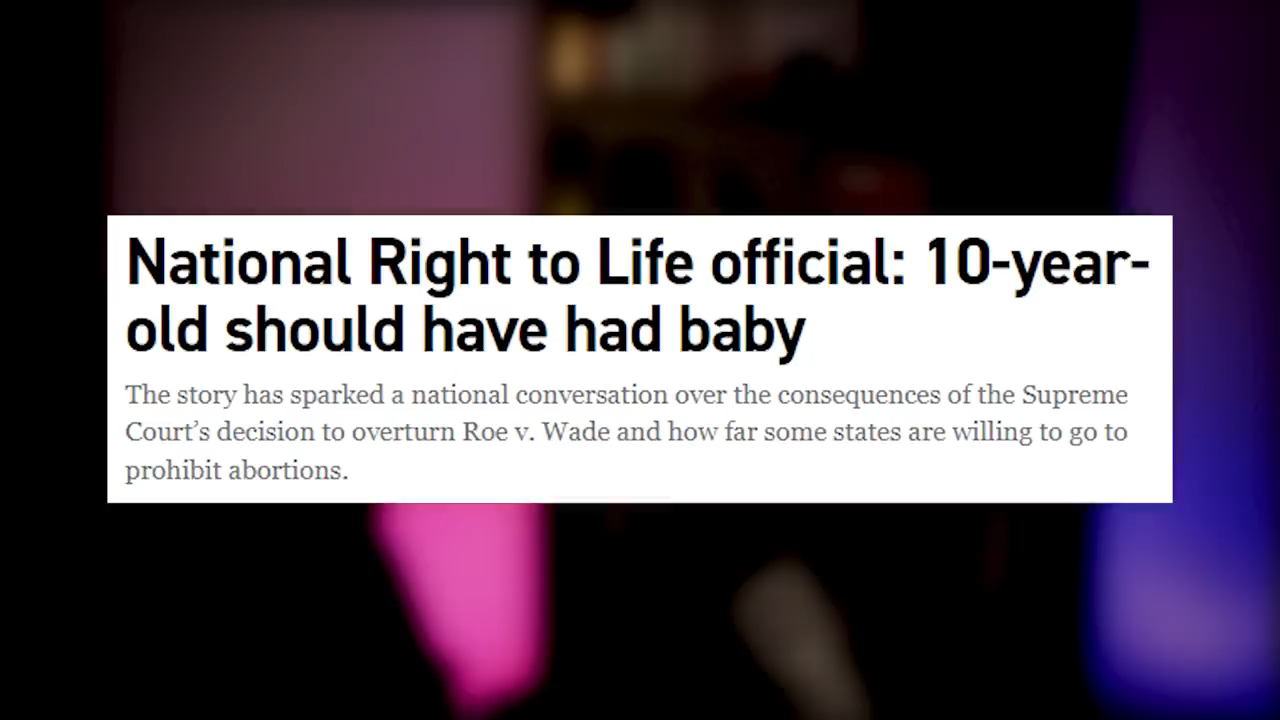 National Right to Life official: 10-year-
old should have had baby
The story has sparked a national conversation over the consequences of the Supreme
Court’s decision to overturn Roe v. Wade and how far some states are willing to go to
prohibit abortions.